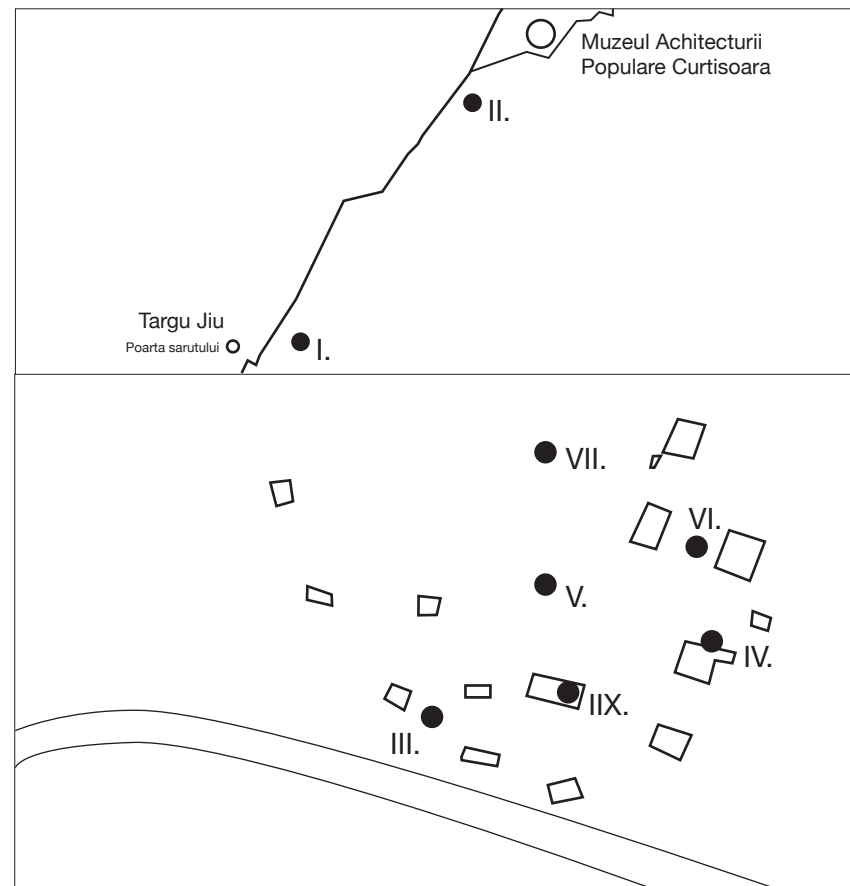 Muzeul Achitecturii
Populare Curtisoara
II.
Targu Jiu
Poarta sarutului
I.
VII.
VI.
V.
IV.
IIX.
III.